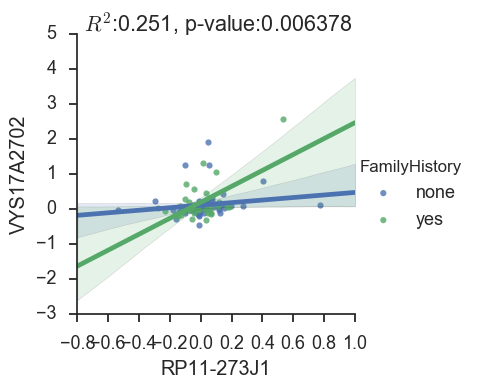 R²:0.251, p-value:0.006378
5
4
3
2
1
0
−1
−2
−3
VYS17A2702
−0.8 −0.6 −0.4 −0.2 0.0 0.2 0.4 0.6 0.8 1.0
RP11-273J1
FamilyHistory
none
yes